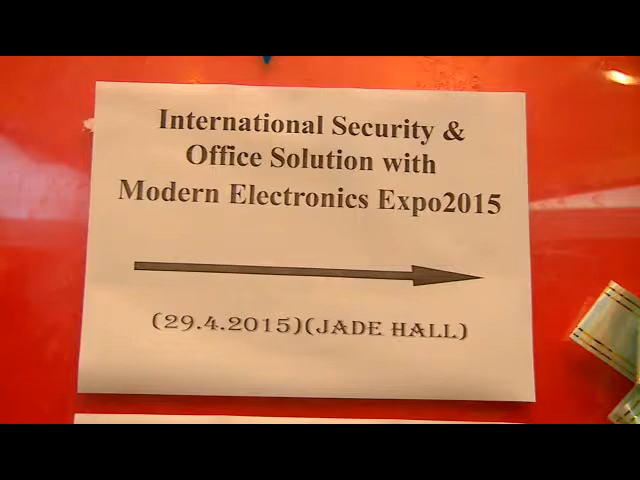 International Security &
Office Solution with
Modern Electronics Expo2015
(29.4.2015)(JADE HALL)